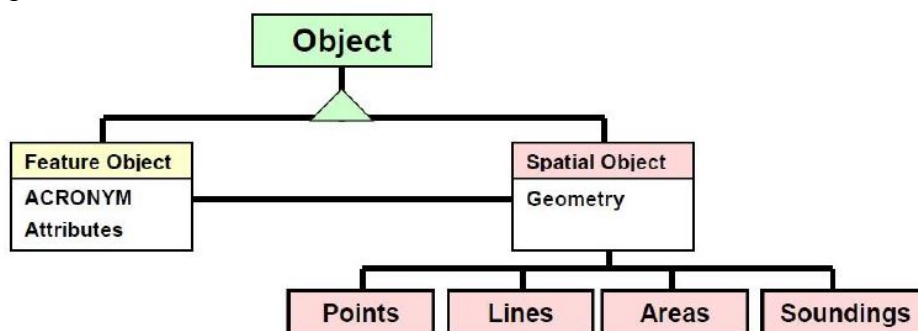 Object
Feature Object
ACRONYM
Attributes
Spatial Object
Geometry
Points
Lines
Areas
Soundings